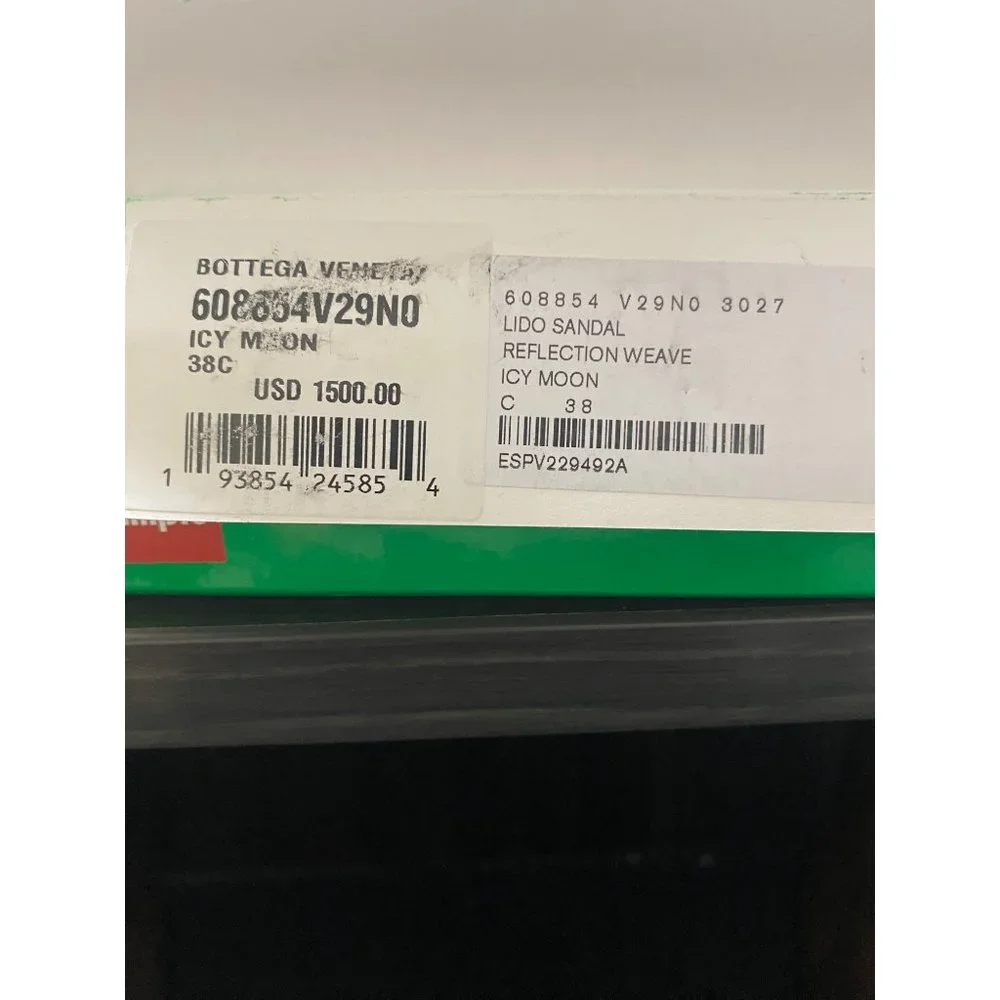 BOTTEGA VENETA
608854V29N0
ICY MOON
38C
USD 1500.00
1 93854 24585 4
608854 V29N0 3027
LIDO SANDAL
REFLECTION WEAVE
ICY MOON
C 38
ESPV229492A